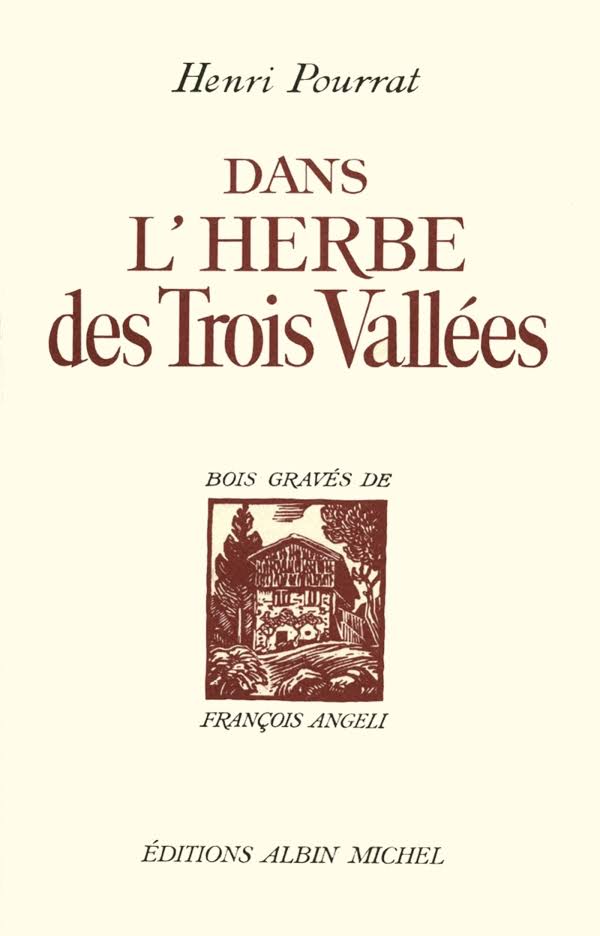 Henri Pourrat
DANS
L'HERBE
des Trois Vallées
BOIS GRAVÉS DE
FRANÇOIS ANGELI
ÉDITIONS ALBIN MICHEL